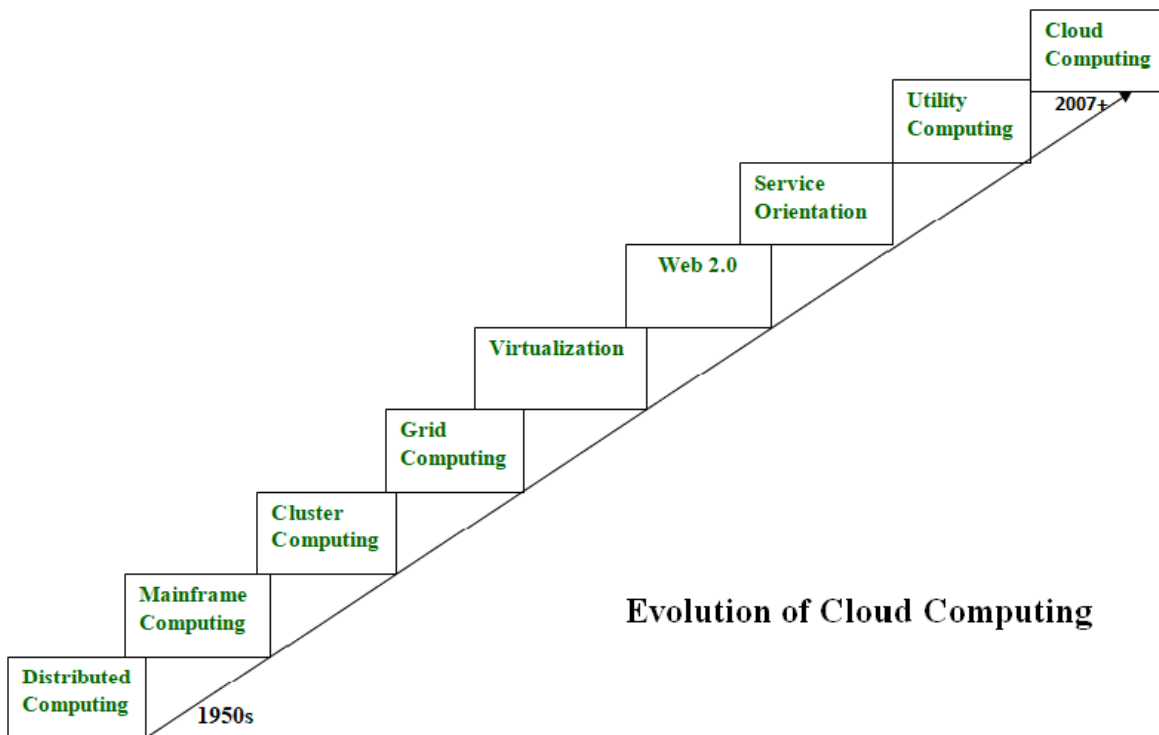 Cloud
Computing
2007+
Utility
Computing
Service
Orientation
Web 2.0
Virtualization
Grid
Computing
Cluster
Computing
Mainframe
Computing
Evolution of Cloud Computing
Distributed
Computing
1950s